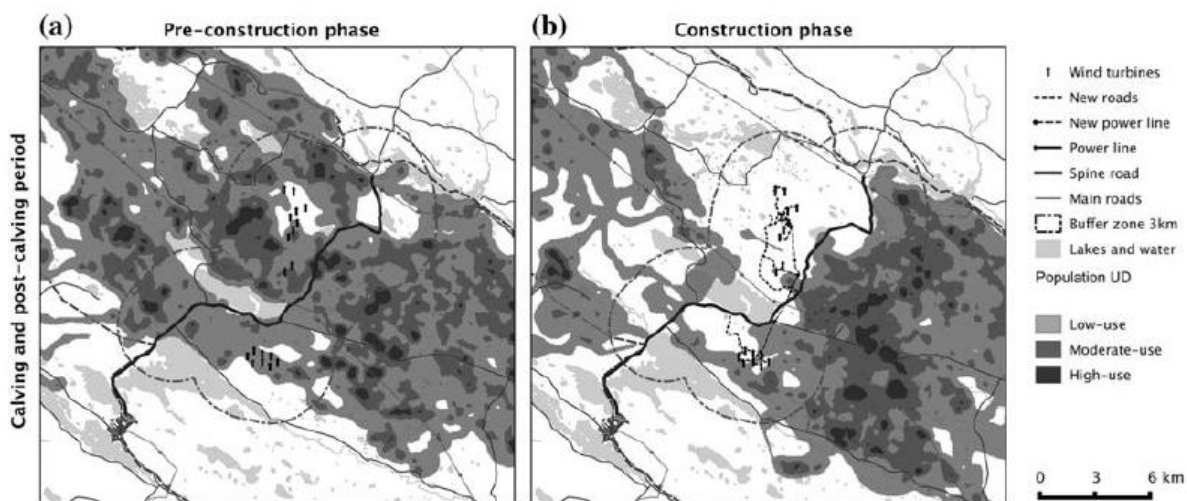 (a) Pre-construction phase
(b) Construction phase
Calving and post-calving period
Wind turbines
New roads
New power line
Power line
Spine road
Main roads
Buffer zone 3km
Lakes and water
Population UD
Low-use
Moderate-use
High-use
0 3 6 km